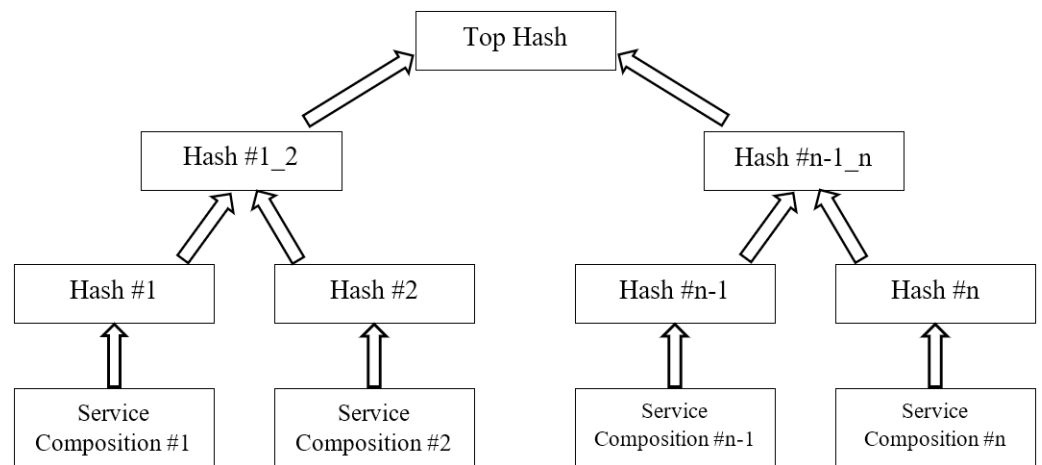 Top Hash
Hash #1_2
Hash #n-1_n
Hash #1
Hash #2
Hash #n-1
Hash #n
Service
Composition #1
Service
Composition #2
Service
Composition #n-1
Service
Composition #n